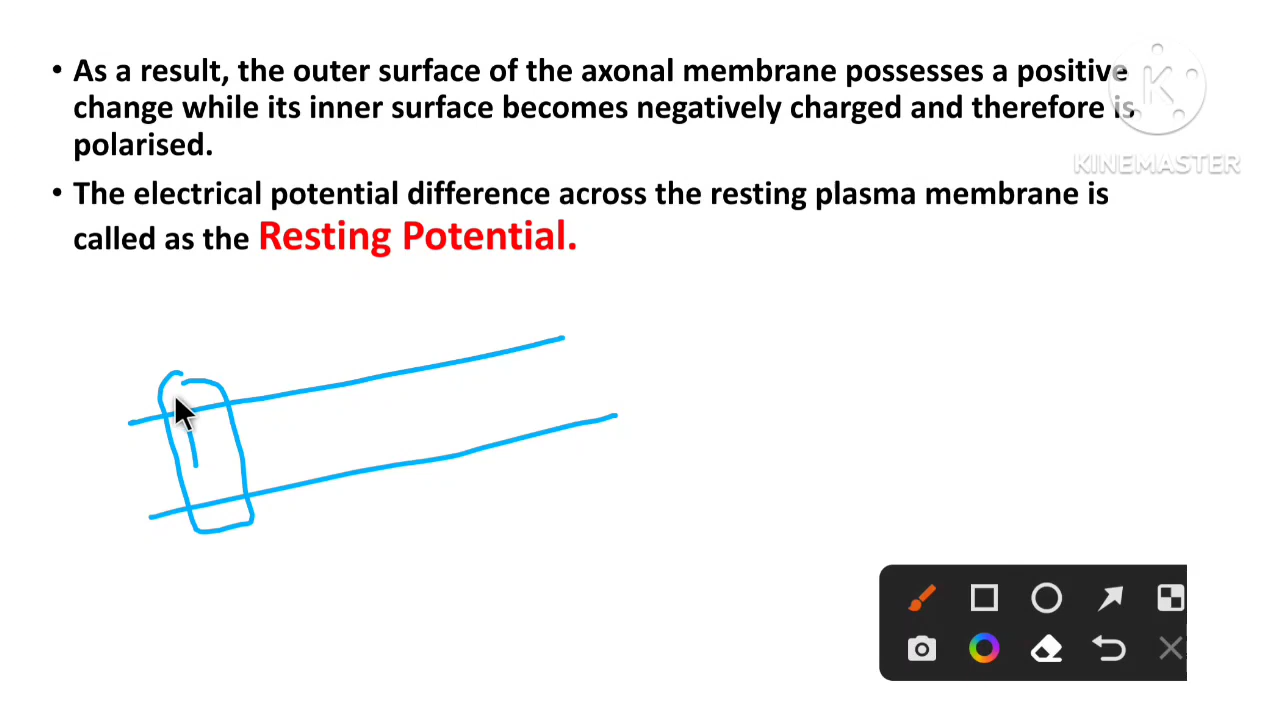 • As a result, the outer surface of the axonal membrane possesses a positive
change while its inner surface becomes negatively charged and therefore is
polarised.
• The electrical potential difference across the resting plasma membrane is
called as the Resting Potential.
K
KINEMASTER